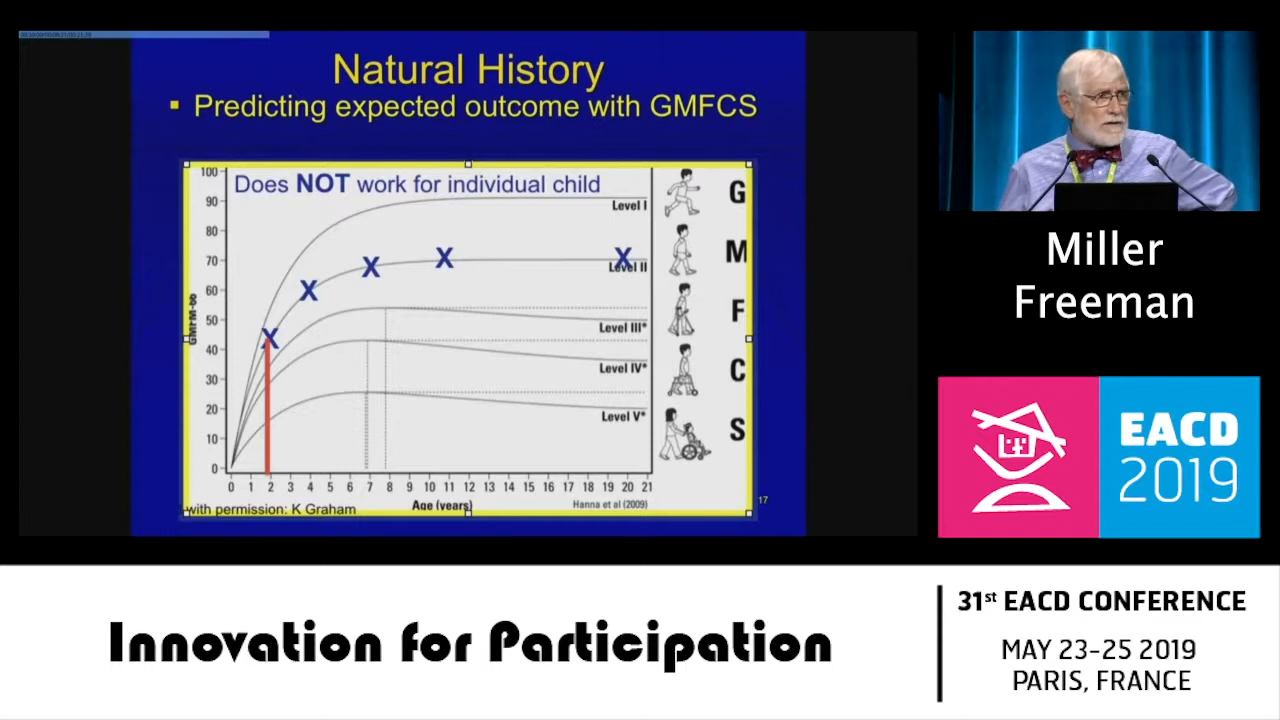 Natural History
▪ Predicting expected outcome with GMFCS
Does NOT work for individual child
100
90
80
70
60
50
40
30
20
10
0
GMFM-66
X X X X X
Level I
Level II
Level III*
Level IV*
Level V*
G
M
F
C
S
0 1 2 3 4 5 6 7 8 9 10 11 12 13 14 15 16 17 18 19 20 21
Age (years)
Hanna et al (2009)
with permission: K Graham
17
Miller
Freeman
EACD
2019
Innovation for Participation
31st EACD CONFERENCE
MAY 23-25 2019
PARIS, FRANCE